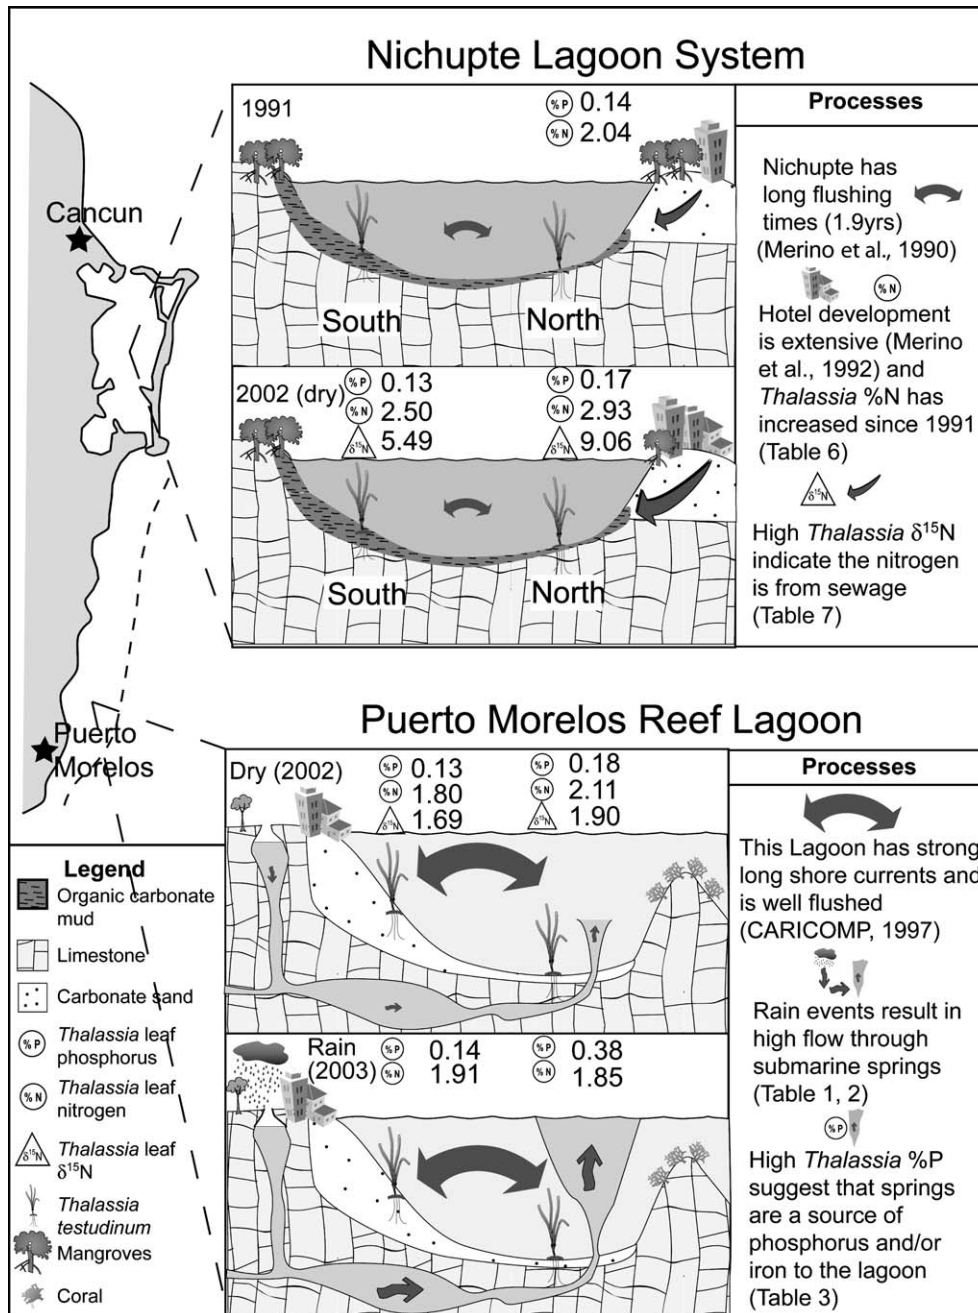 Nichupte Lagoon System
1991
%P 0.14
%N 2.04
South
North
2002 (dry)
%P 0.13
%N 2.50
δ¹⁵N 5.49
%P 0.17
%N 2.93
δ¹⁵N 9.06
South
North
Processes
Nichupte has
long flushing
times (1.9yrs)
(Merino et al., 1990)
%N
Hotel development
is extensive (Merino
et al., 1992) and
Thalassia %N has
increased since 1991
(Table 6)
δ¹⁵N
High Thalassia δ¹⁵N
indicate the nitrogen
is from sewage
(Table 7)
Cancun
Puerto
Morelos
Puerto Morelos Reef Lagoon
Dry (2002)
%P 0.13
%N 1.80
δ¹⁵N 1.69
%P 0.18
%N 2.11
δ¹⁵N 1.90
Rain
(2003)
%P 0.14
%N 1.91
%P 0.38
%N 1.85
Processes
This Lagoon has strong
long shore currents and
is well flushed
(CARICOMP, 1997)
Rain events result in
high flow through
submarine springs
(Table 1, 2)
%P
High Thalassia %P
suggest that springs
are a source of
phosphorus and/or
iron to the lagoon
(Table 3)
Legend
Organic carbonate
mud
Limestone
Carbonate sand
%P Thalassia leaf
phosphorus
%N Thalassia leaf
nitrogen
δ¹⁵N Thalassia leaf
δ¹⁵N
Thalassia
testudinum
Mangroves
Coral